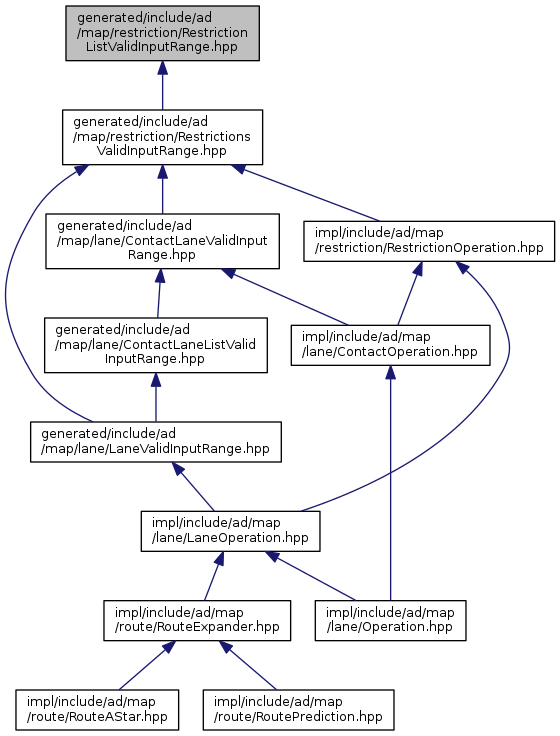 generated/include/ad
/map/restriction/Restriction
ListValidInputRange.hpp
generated/include/ad
/map/restriction/Restrictions
ValidInputRange.hpp
generated/include/ad
/map/lane/ContactLaneValidInput
Range.hpp
impl/include/ad/map
/restriction/RestrictionOperation.hpp
generated/include/ad
/map/lane/ContactLaneListValid
InputRange.hpp
impl/include/ad/map
/lane/ContactOperation.hpp
generated/include/ad
/map/lane/LaneValidInputRange.hpp
impl/include/ad/map
/lane/LaneOperation.hpp
impl/include/ad/map
/route/RouteExpander.hpp
impl/include/ad/map
/lane/Operation.hpp
impl/include/ad/map
/route/RouteAStar.hpp
impl/include/ad/map
/route/RoutePrediction.hpp